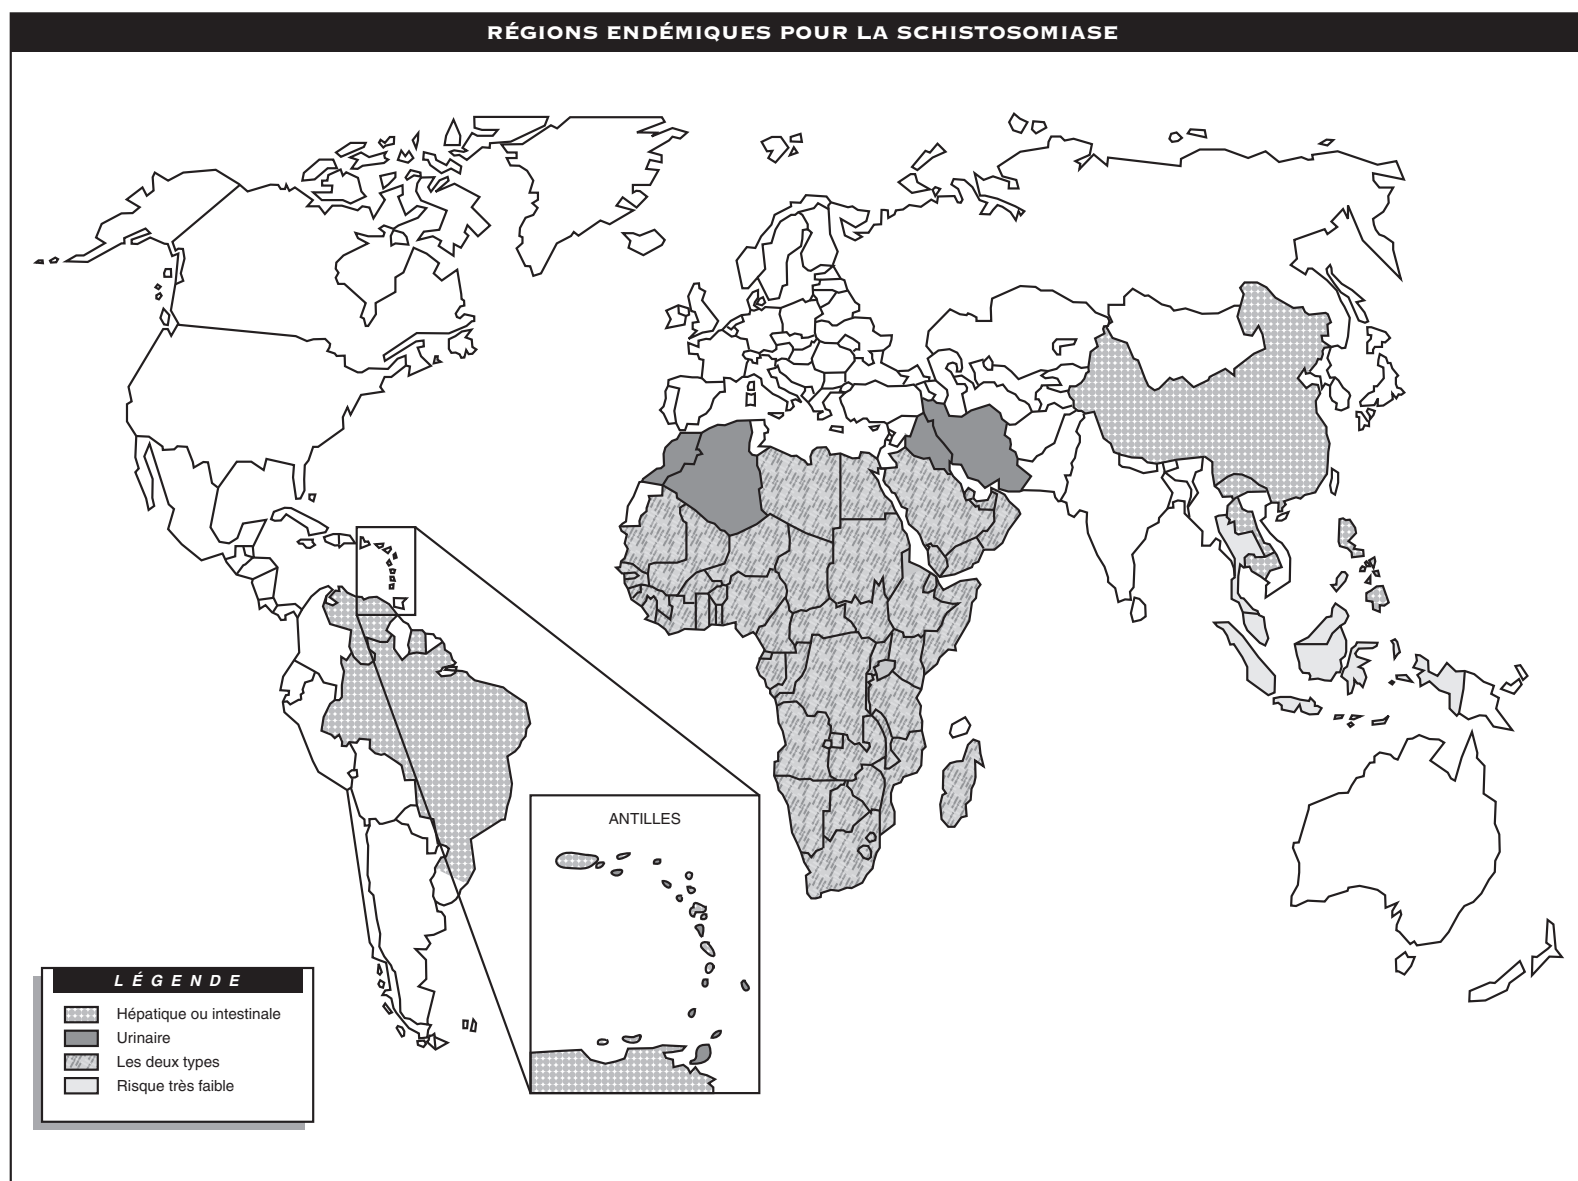 RÉGIONS ENDÉMIQUES POUR LA SCHISTOSOMIASE
ANTILLES
LÉGENDE
Hépatique ou intestinale
Urinaire
Les deux types
Risque très faible